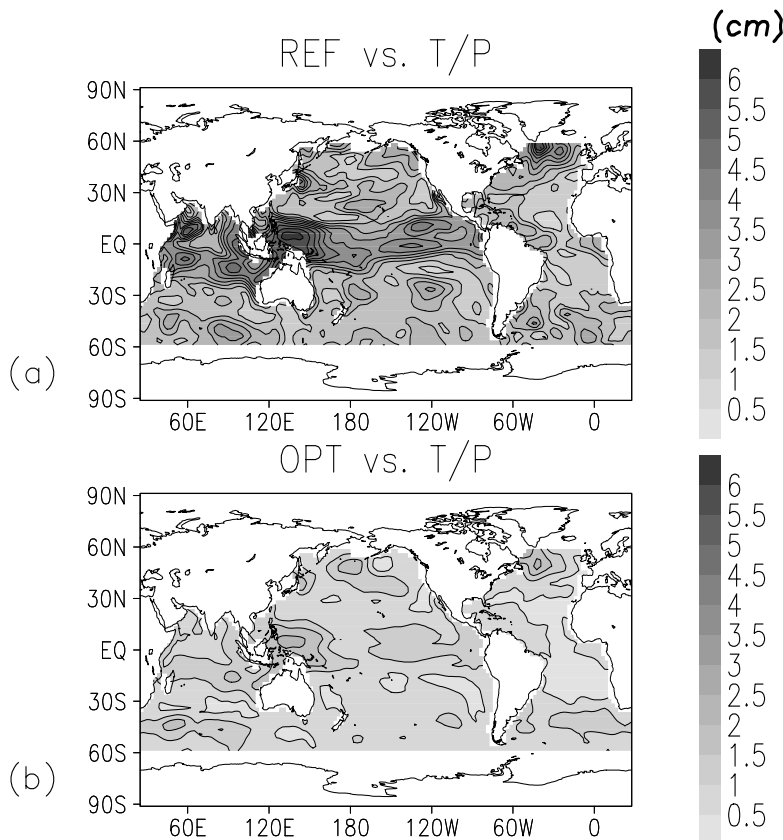 (cm)
REF vs. T/P
90N
60N
30N
EQ
30S
60S
90S
60E 120E 180 120W 60W 0
6
5.5
5
4.5
4
3.5
3
2.5
2
1.5
1
0.5
(a)
OPT vs. T/P
90N
60N
30N
EQ
30S
60S
90S
60E 120E 180 120W 60W 0
6
5.5
5
4.5
4
3.5
3
2.5
2
1.5
1
0.5
(b)